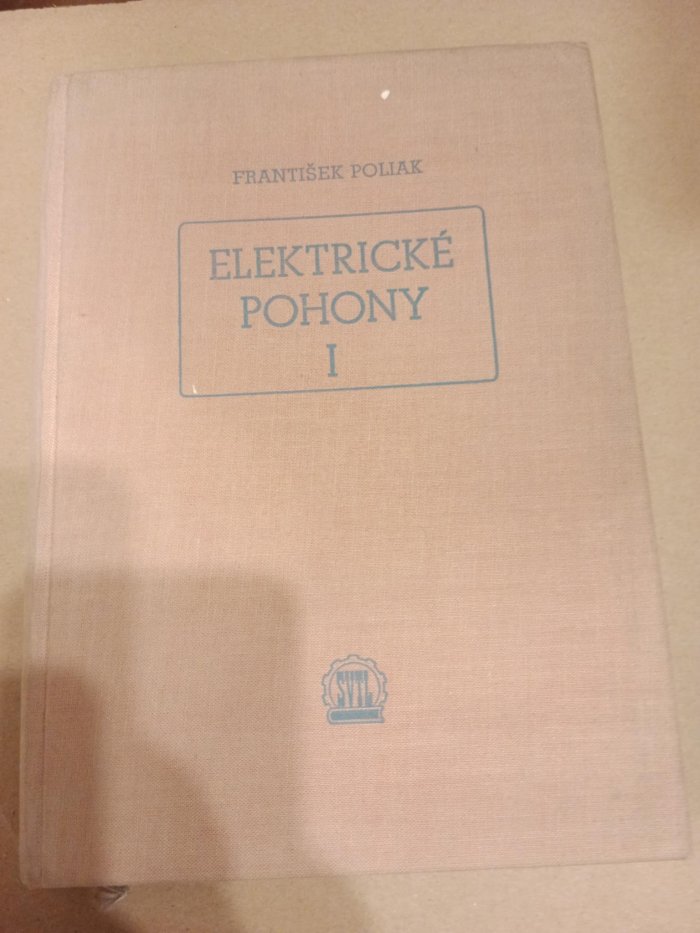 FRANTIŠEK POLIAK
ELEKTRICKÉ
POHONY
I
SVTL